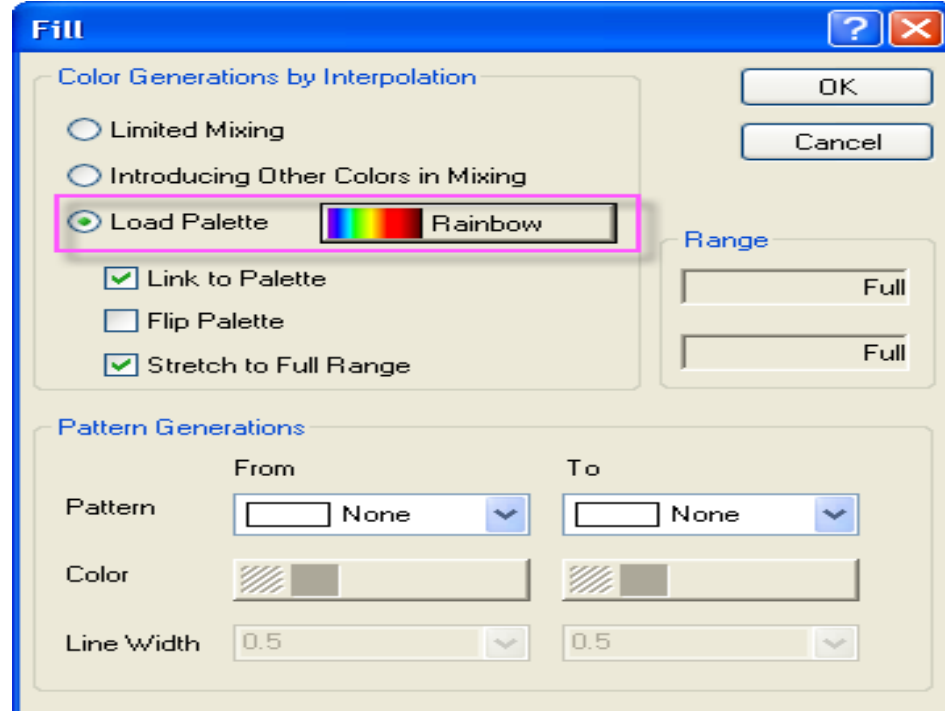 Fill
Color Generations by Interpolation
OK
Limited Mixing
Cancel
Introducing Other Colors in Mixing
Load Palette Rainbow
Range
Link to Palette
Full
Flip Palette
Full
Stretch to Full Range
Pattern Generations
From To
Pattern None None
Color
Line Width 0.5 0.5